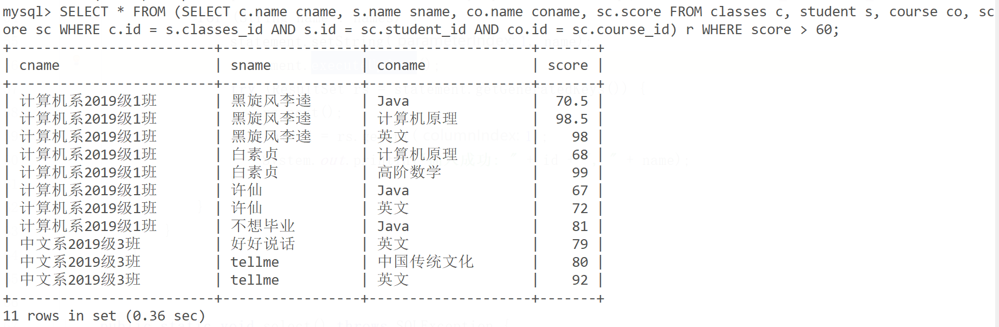 mysql> SELECT * FROM (SELECT c.name cname, s.name sname, co.name coname, sc.score FROM classes c, student s, course co, sc
ore sc WHERE c.id = s.classes_id AND s.id = sc.student_id AND co.id = sc.course_id) r WHERE score > 60;
+-------------------------+-----------------+--------------------+-------+
| cname | sname | coname | score |
+-------------------------+-----------------+--------------------+-------+
| 计算机系2019级1班 | 黑旋风李逵 | Java | 70.5 |
| 计算机系2019级1班 | 黑旋风李逵 | 计算机原理 | 98.5 |
| 计算机系2019级1班 | 黑旋风李逵 | 英文 | 98 |
| 计算机系2019级1班 | 白素贞 | 计算机原理 | 68 |
| 计算机系2019级1班 | 白素贞 | 高阶数学 | 99 |
| 计算机系2019级1班 | 许仙 | Java | 67 |
| 计算机系2019级1班 | 许仙 | 英文 | 72 |
| 计算机系2019级1班 | 不想毕业 | Java | 81 |
| 中文系2019级3班 | 好好说话 | 英文 | 79 |
| 中文系2019级3班 | tellme | 中国传统文化 | 80 |
| 中文系2019级3班 | tellme | 英文 | 92 |
+-------------------------+-----------------+--------------------+-------+
11 rows in set (0.36 sec)